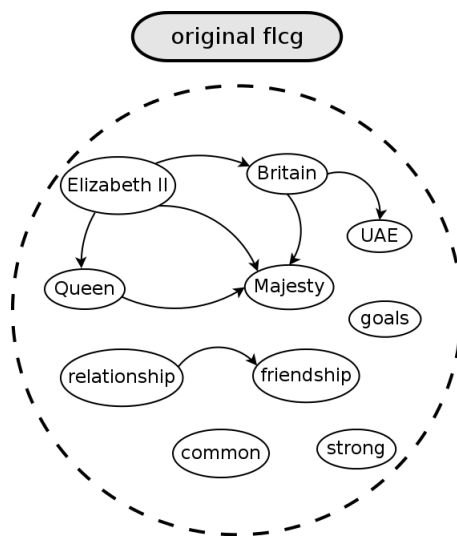 original flcg
Elizabeth II
Britain
UAE
Queen
Majesty
goals
relationship
friendship
common
strong